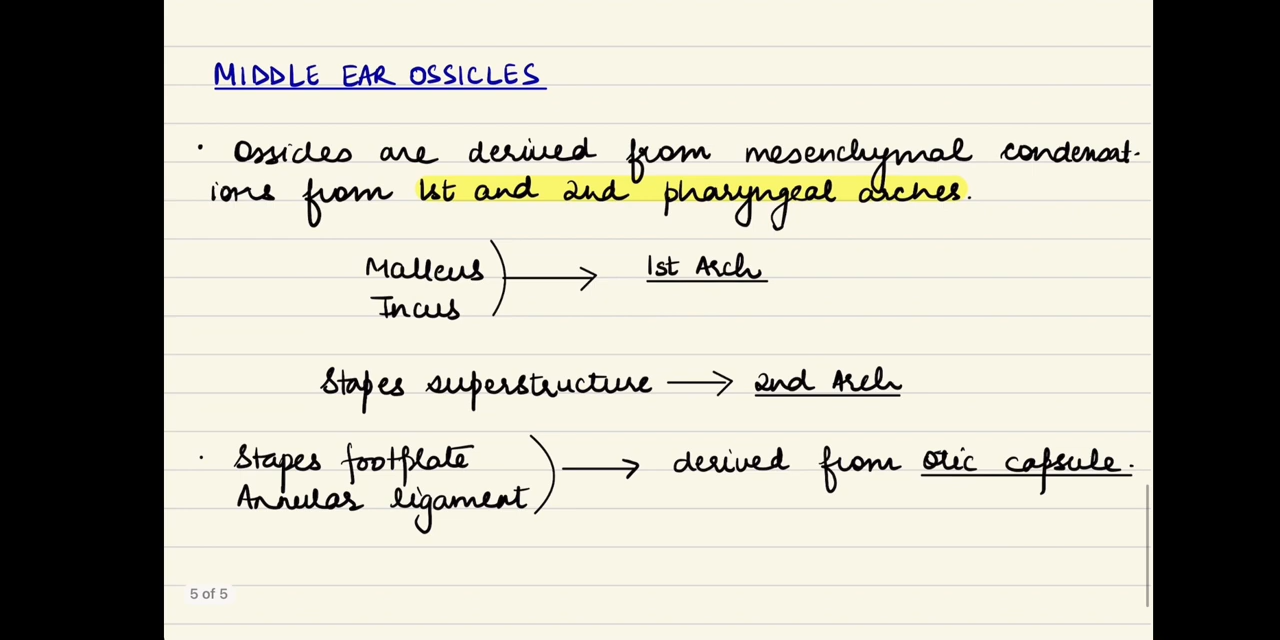 MIDDLE EAR OSSICLES
· Ossicles are derived from mesenchymal condensat-
ions from 1st and 2nd pharyngeal arches.
Malleus
Incus → 1st Arch
Stapes superstructure → 2nd Arch
· Stapes footplate
Annular ligament → derived from otic capsule.
5 of 5